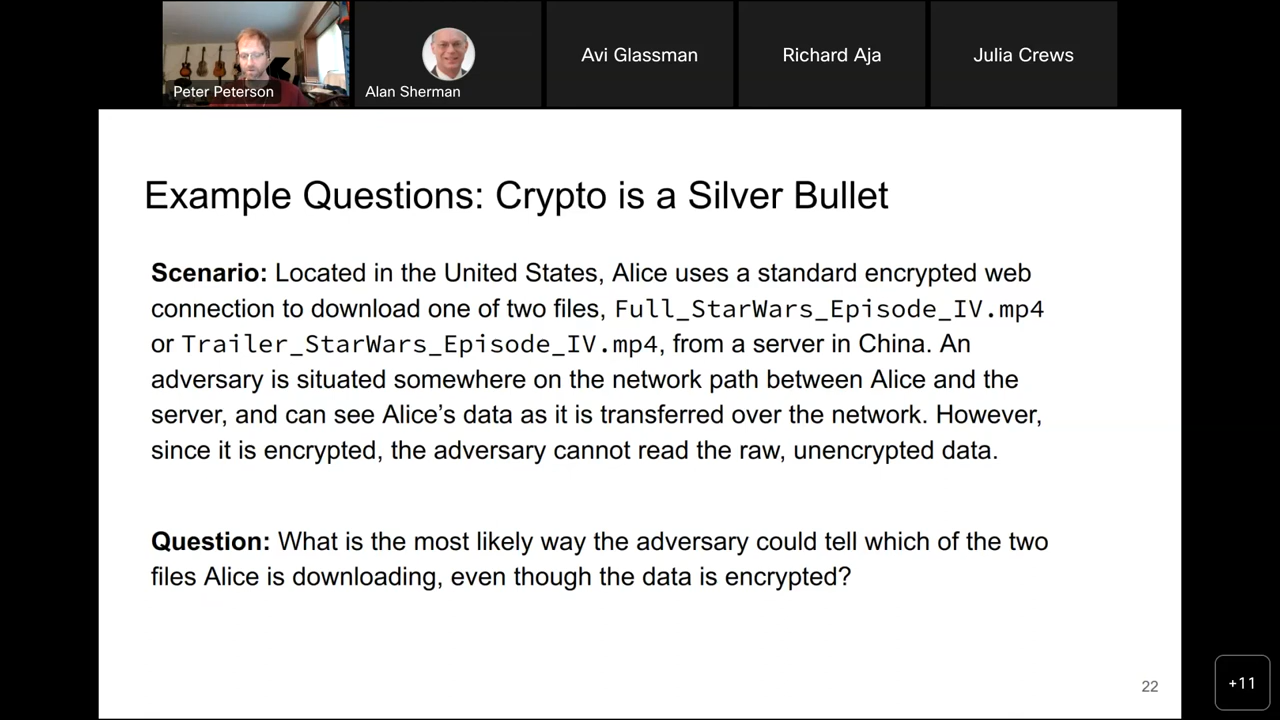 Peter Peterson
Alan Sherman
Avi Glassman
Richard Aja
Julia Crews
Example Questions: Crypto is a Silver Bullet
Scenario: Located in the United States, Alice uses a standard encrypted web
connection to download one of two files, Full_StarWars_Episode_IV.mp4
or Trailer_StarWars_Episode_IV.mp4, from a server in China. An
adversary is situated somewhere on the network path between Alice and the
server, and can see Alice’s data as it is transferred over the network. However,
since it is encrypted, the adversary cannot read the raw, unencrypted data.
Question: What is the most likely way the adversary could tell which of the two
files Alice is downloading, even though the data is encrypted?
22
+11